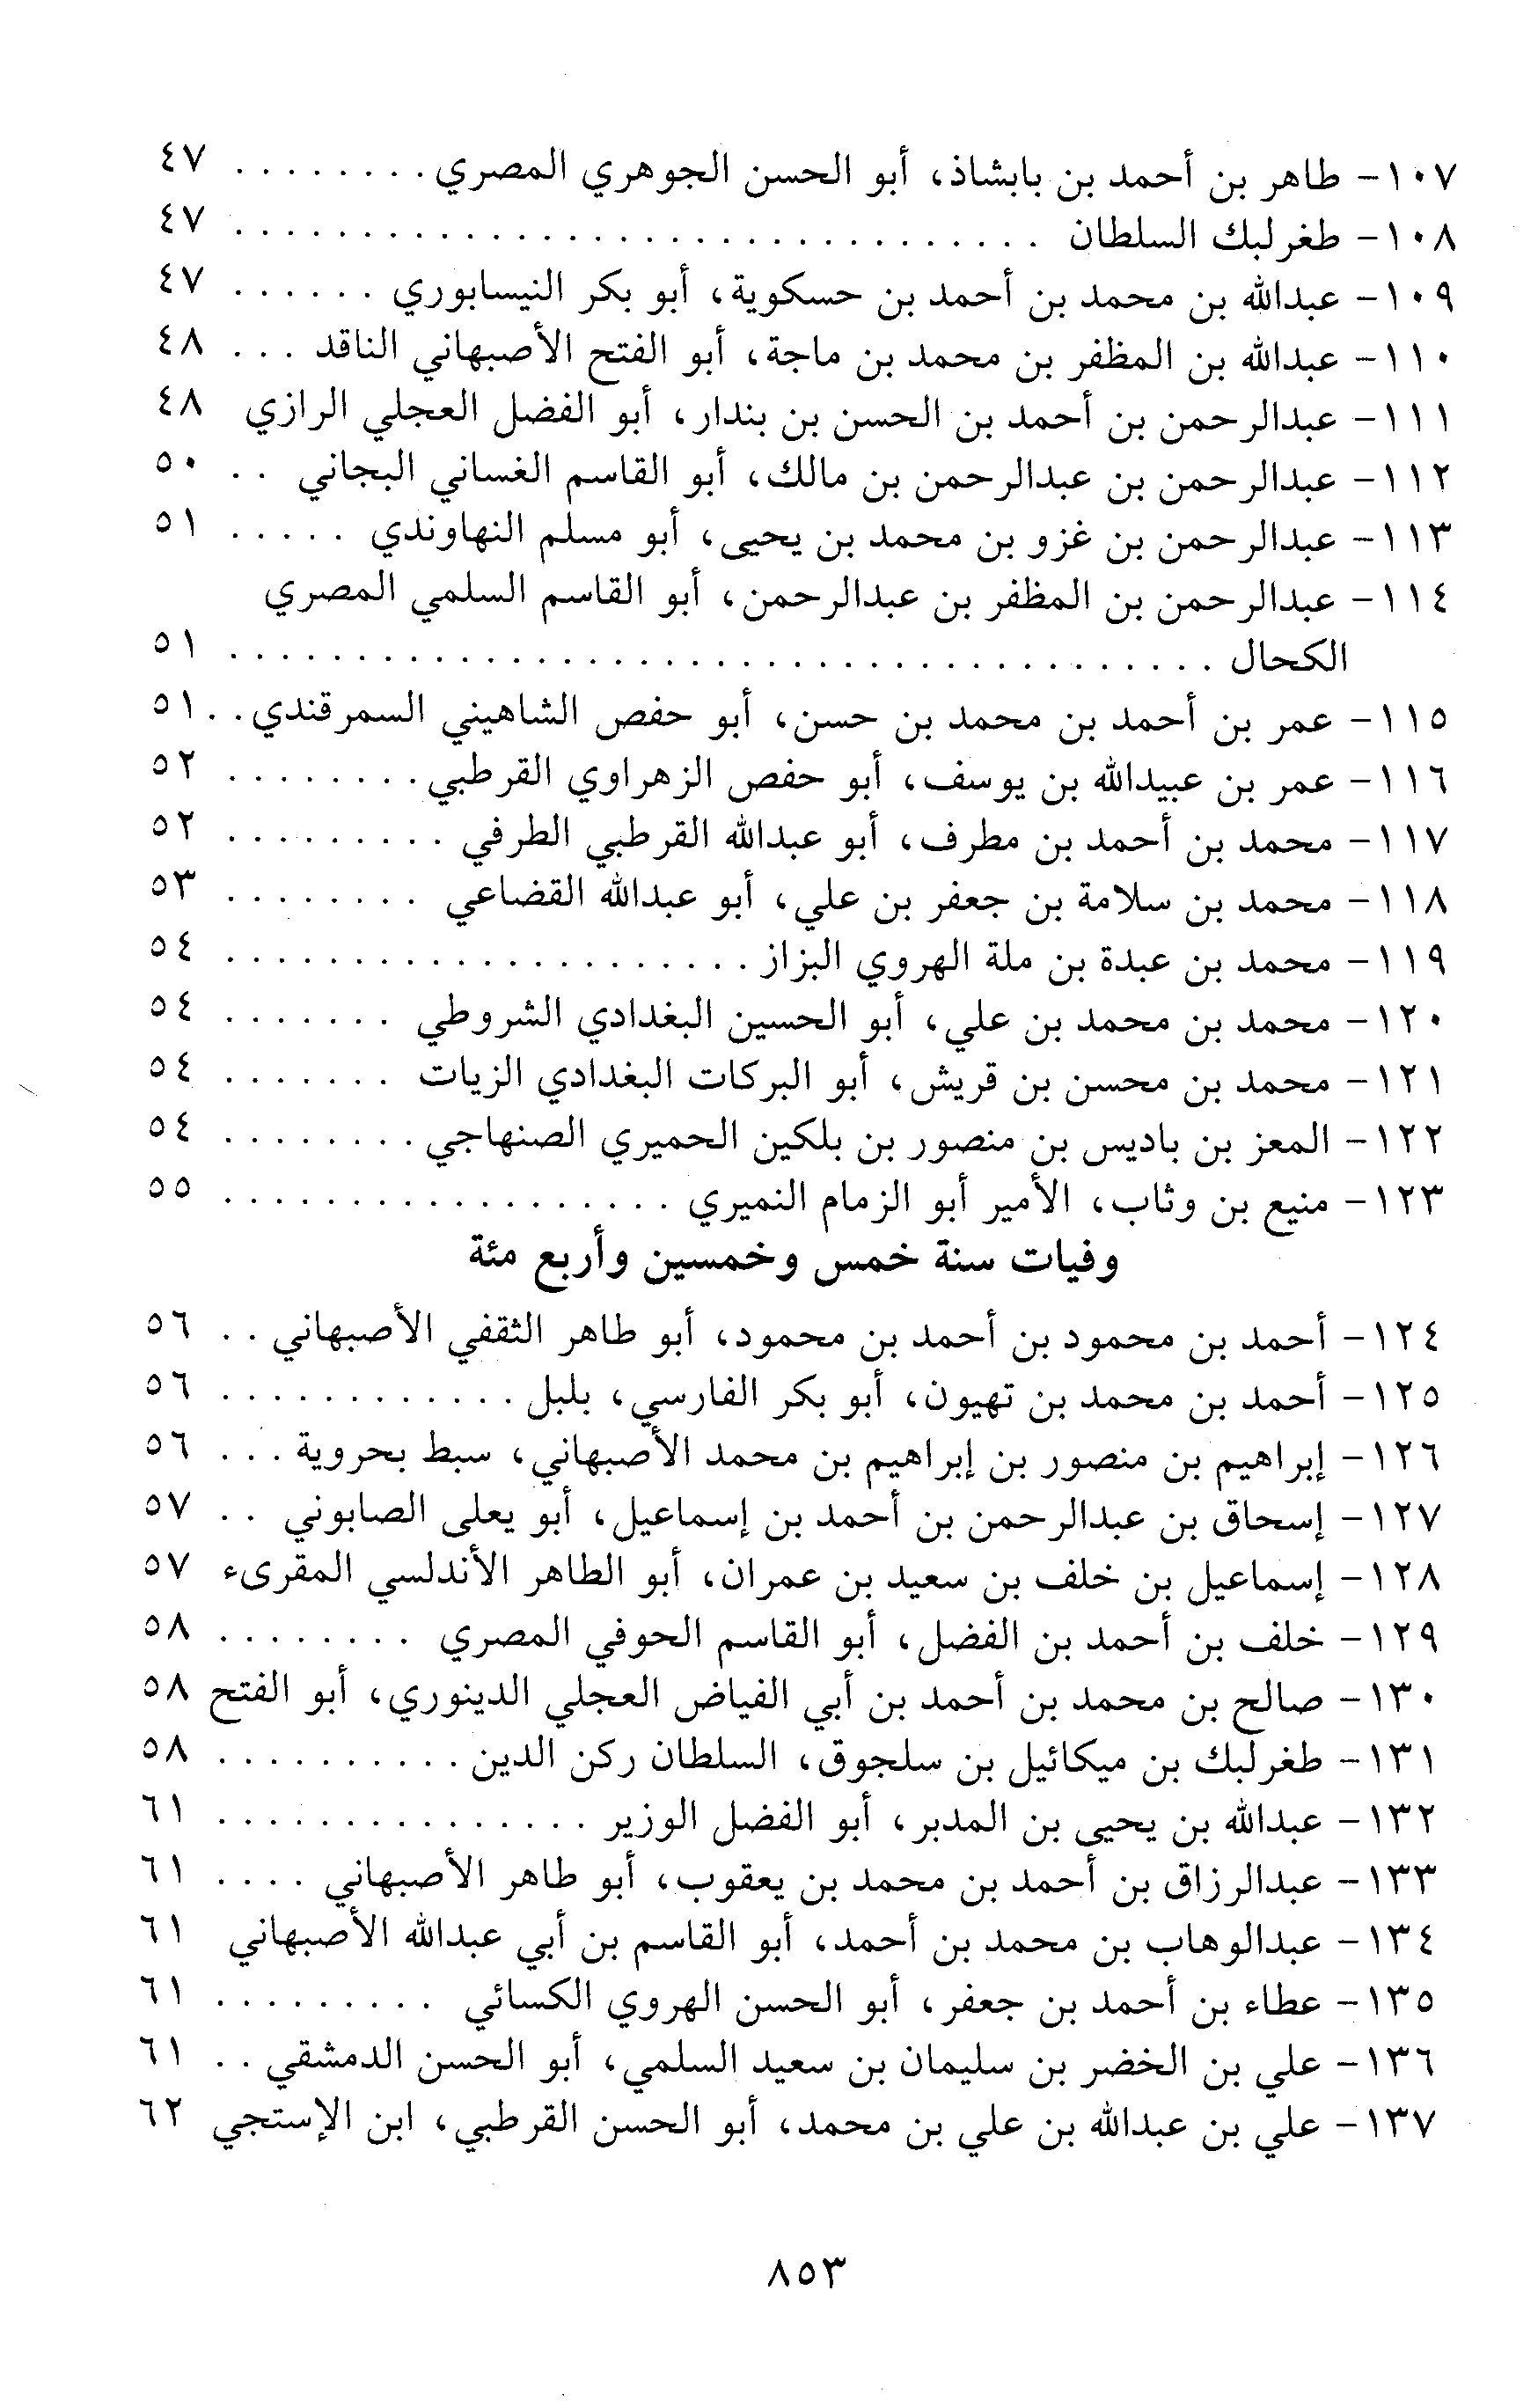 ١٠٧- طاهر بن أحمد بن بابشاذ، أبو الحسن الجوهري المصري . . . . . . . . ٤٧
١٠٨- طغرلبك السلطان . . . . . . . . . . . . . . . . . . . . . . . . . . . . . . . . ٤٧
١٠٩- عبدالله بن محمد بن أحمد بن حسكوية، أبو بكر النيسابوري . . . . . . ٤٧
١١٠- عبدالله بن المظفر بن محمد بن ماجة، أبو الفتح الأصبهاني الناقد . . . ٤٨
١١١- عبدالرحمن بن أحمد بن الحسن بن بندار، أبو الفضل العجلي الرازي ٤٨
١١٢- عبدالرحمن بن عبدالرحمن بن مالك، أبو القاسم الغساني البجاني . . ٥٠
١١٣- عبدالرحمن بن غزو بن محمد بن يحيى، أبو مسلم النهاوندي . . . . . ٥١
١١٤- عبدالرحمن بن المظفر بن عبدالرحمن، أبو القاسم السلمي المصري
الكحال . . . . . . . . . . . . . . . . . . . . . . . . . . . . . . . . . . . . . . . ٥١
١١٥- عمر بن أحمد بن محمد بن حسن، أبو حفص الشاهيني السمرقندي . . ٥١
١١٦- عمر بن عبيدالله بن يوسف، أبو حفص الزهراوي القرطبي . . . . . . . . ٥٢
١١٧- محمد بن أحمد بن مطرف، أبو عبدالله القرطبي الطرفي . . . . . . . . . ٥٢
١١٨- محمد بن سلامة بن جعفر بن علي، أبو عبدالله القضاعي . . . . . . . . ٥٣
١١٩- محمد بن عبدة بن ملة الهروي البزاز . . . . . . . . . . . . . . . . . . . . . ٥٤
١٢٠- محمد بن محمد بن علي، أبو الحسين البغدادي الشروطي . . . . . . . ٥٤
١٢١- محمد بن محسن بن قريش، أبو البركات البغدادي الزيات . . . . . . . ٥٤
١٢٢- المعز بن باديس بن منصور بن بلكين الحميري الصنهاجي . . . . . . . . ٥٤
١٢٣- منيع بن وثاب، الأمير أبو الزمام النميري . . . . . . . . . . . . . . . . . . ٥٥
وفيات سنة خمس وخمسين وأربع مئة
١٢٤- أحمد بن محمود بن أحمد بن محمود، أبو طاهر الثقفي الأصبهاني . . ٥٦
١٢٥- أحمد بن محمد بن تهيون، أبو بكر الفارسي، بلبل . . . . . . . . . . . . ٥٦
١٢٦- إبراهيم بن منصور بن إبراهيم بن محمد الأصبهاني، سبط بحروية . . . ٥٦
١٢٧- إسحاق بن عبدالرحمن بن أحمد بن إسماعيل، أبو يعلى الصابوني . . ٥٧
١٢٨- إسماعيل بن خلف بن سعيد بن عمران، أبو الطاهر الأندلسي المقرىء ٥٧
١٢٩- خلف بن أحمد بن الفضل، أبو القاسم الحوفي المصري . . . . . . . . ٥٨
١٣٠- صالح بن محمد بن أحمد بن أبي الفياض العجلي الدينوري، أبو الفتح ٥٨
١٣١- طغرلبك بن ميكائيل بن سلجوق، السلطان ركن الدين . . . . . . . . . . ٥٨
١٣٢- عبدالله بن يحيى بن المدبر، أبو الفضل الوزير . . . . . . . . . . . . . . . ٦١
١٣٣- عبدالرزاق بن أحمد بن محمد بن يعقوب، أبو طاهر الأصبهاني . . . . ٦١
١٣٤- عبدالوهاب بن محمد بن أحمد، أبو القاسم بن أبي عبدالله الأصبهاني ٦١
١٣٥- عطاء بن أحمد بن جعفر، أبو الحسن الهروي الكسائي . . . . . . . . . ٦١
١٣٦- علي بن الخضر بن سليمان بن سعيد السلمي، أبو الحسن الدمشقي . . ٦١
١٣٧- علي بن عبدالله بن علي بن محمد، أبو الحسن القرطبي، ابن الإستجي ٦٢
٨٥٣